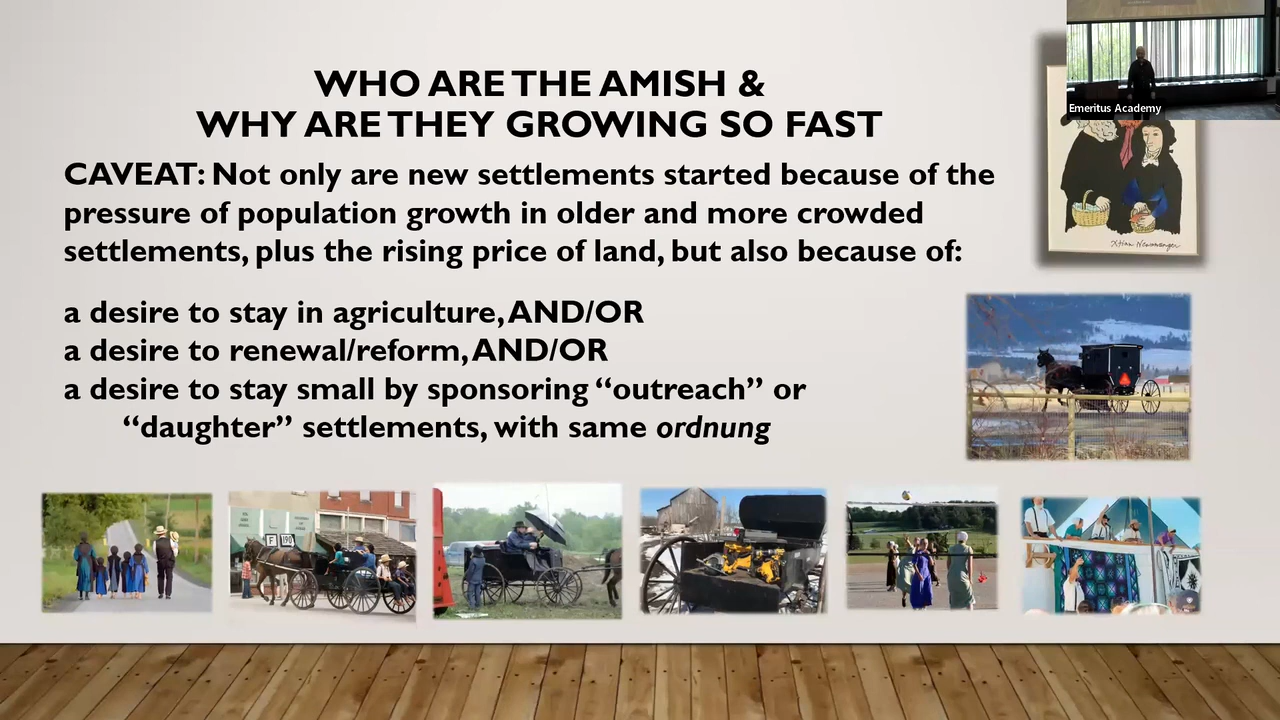 WHO ARE THE AMISH &
WHY ARE THEY GROWING SO FAST
CAVEAT: Not only are new settlements started because of the
pressure of population growth in older and more crowded
settlements, plus the rising price of land, but also because of:
a desire to stay in agriculture, AND/OR
a desire to renewal/reform, AND/OR
a desire to stay small by sponsoring “outreach” or
“daughter” settlements, with same ordnung
Emeritus Academy
Xtian Newswanger
F 190